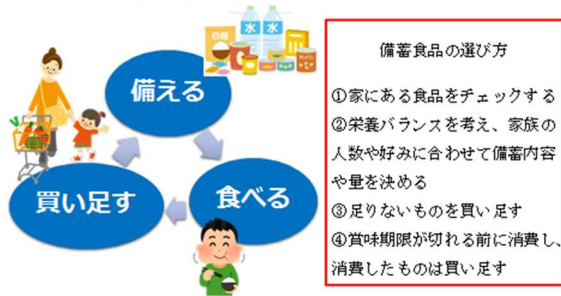 白飯
水
水
カンパン
備える
食べる
買い足す
備蓄食品の選び方
①家にある食品をチェックする
②栄養バランスを考え、家族の
人数や好みに合わせて備蓄内容
や量を決める
③足りないものを買い足す
④賞味期限が切れる前に消費し、
消費したものは買い足す